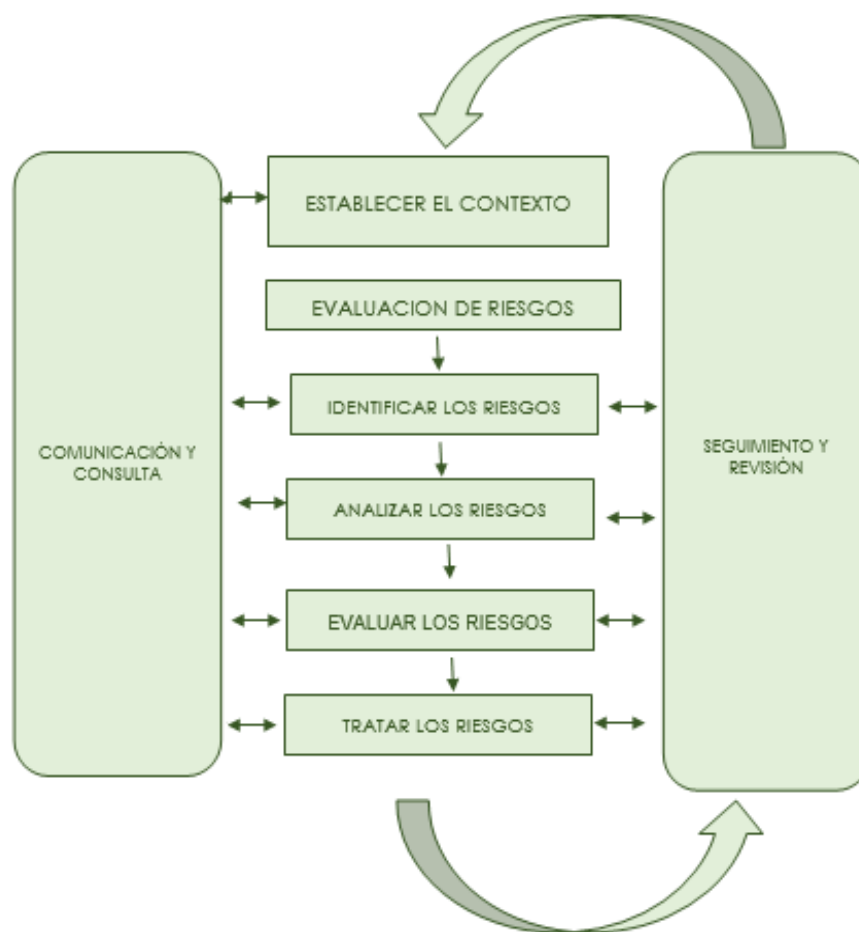 ESTABLECER EL CONTEXTO
EVALUACION DE RIESGOS
IDENTIFICAR LOS RIESGOS
COMUNICACIÓN Y
CONSULTA
SEGUIMIENTO Y
REVISIÓN
ANALIZAR LOS RIESGOS
EVALUAR LOS RIESGOS
TRATAR LOS RIESGOS